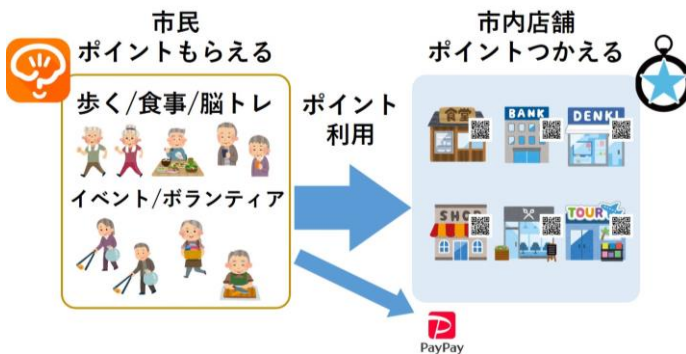 市民
ポイントもらえる
歩く/食事/脳トレ
イベント/ボランティア
ポイント
利用
市内店舗
ポイントつかえる
食堂
BANK
DENKI
SHOP
TOUR
PayPay